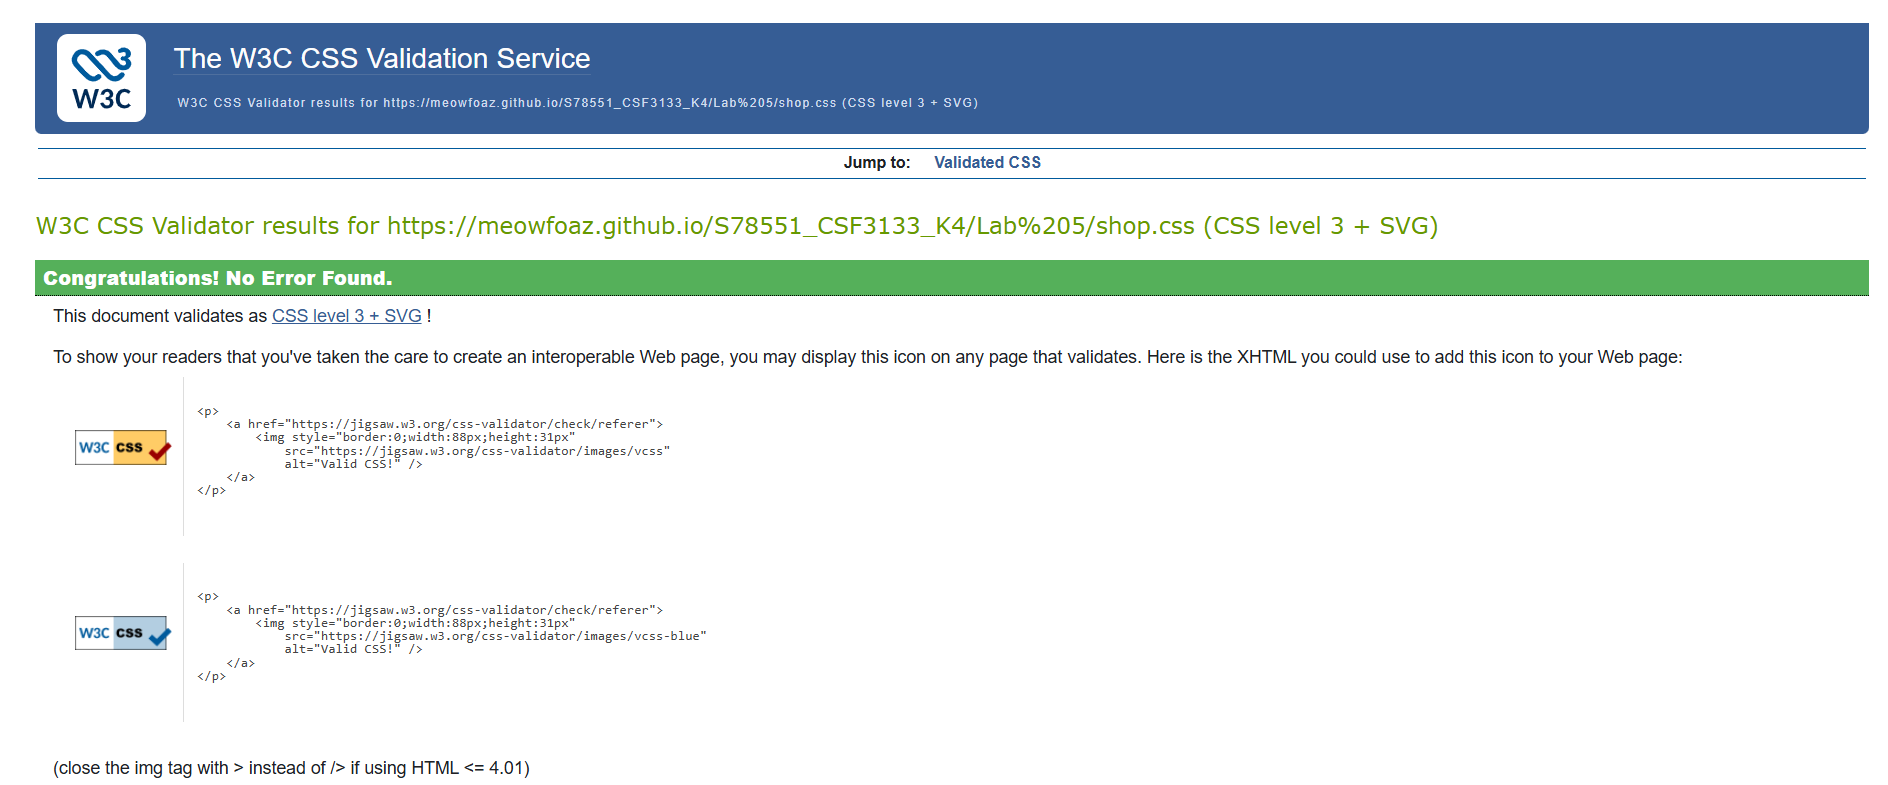 W3C
The W3C CSS Validation Service
W3C CSS Validator results for https://meowfoaz.github.io/S78551_CSF3133_K4/Lab%205/shop.css (CSS level 3 + SVG)
Jump to: Validated CSS
W3C CSS Validator results for https://meowfoaz.github.io/S78551_CSF3133_K4/Lab%205/shop.css (CSS level 3 + SVG)
Congratulations! No Error Found.
This document validates as CSS level 3 + SVG !
To show your readers that you've taken the care to create an interoperable Web page, you may display this icon on any page that validates. Here is the XHTML you could use to add this icon to your Web page:
W3C css
<p>
    <a href="https://jigsaw.w3.org/css-validator/check/referer">
        <img style="border:0;width:88px;height:31px"
            src="https://jigsaw.w3.org/css-validator/images/vcss"
            alt="Valid CSS!" />
    </a>
</p>
W3C css
<p>
    <a href="https://jigsaw.w3.org/css-validator/check/referer">
        <img style="border:0;width:88px;height:31px"
            src="https://jigsaw.w3.org/css-validator/images/vcss-blue"
            alt="Valid CSS!" />
    </a>
</p>
(close the img tag with > instead of /> if using HTML <= 4.01)